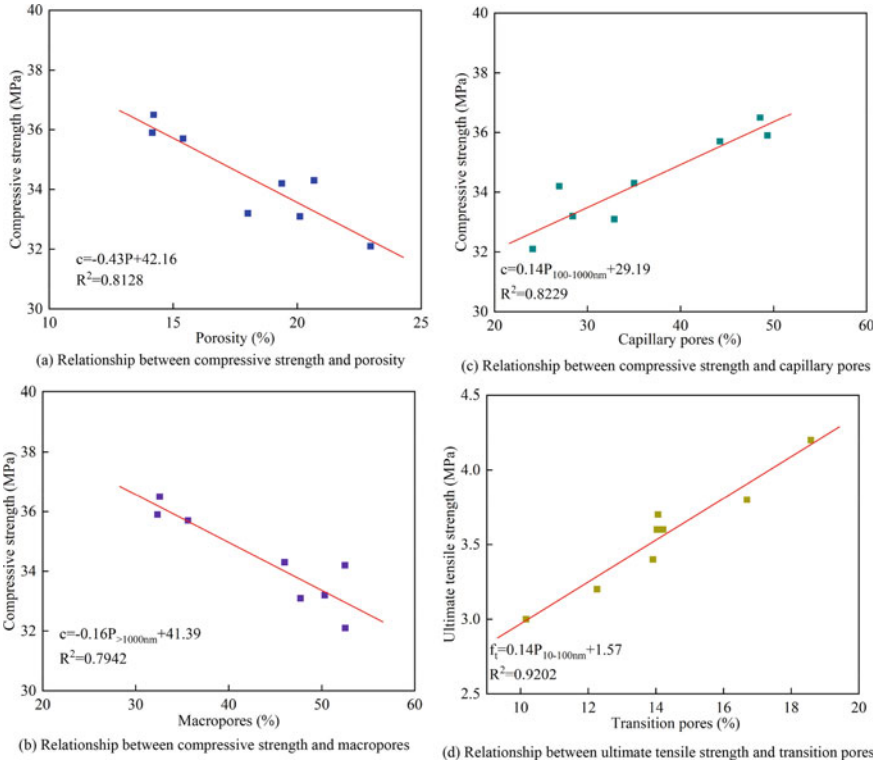 40
38
36
34
32
30
Compressive strength (MPa)
c=-0.43P+42.16
R²=0.8128
10 15 20 25
Porosity (%)
(a) Relationship between compressive strength and porosity
40
38
36
34
32
30
Compressive strength (MPa)
c=0.14P100-1000nm+29.19
R²=0.8229
20 30 40 50 60
Capillary pores (%)
(c) Relationship between compressive strength and capillary pores
40
38
36
34
32
30
Compressive strength (MPa)
c=-0.16P>1000nm+41.39
R²=0.7942
20 30 40 50 60
Macropores (%)
(b) Relationship between compressive strength and macropores
4.5
4.0
3.5
3.0
2.5
Ultimate tensile strength (MPa)
ft=0.14P10-100nm+1.57
R²=0.9202
10 12 14 16 18 20
Transition pores (%)
(d) Relationship between ultimate tensile strength and transition pores